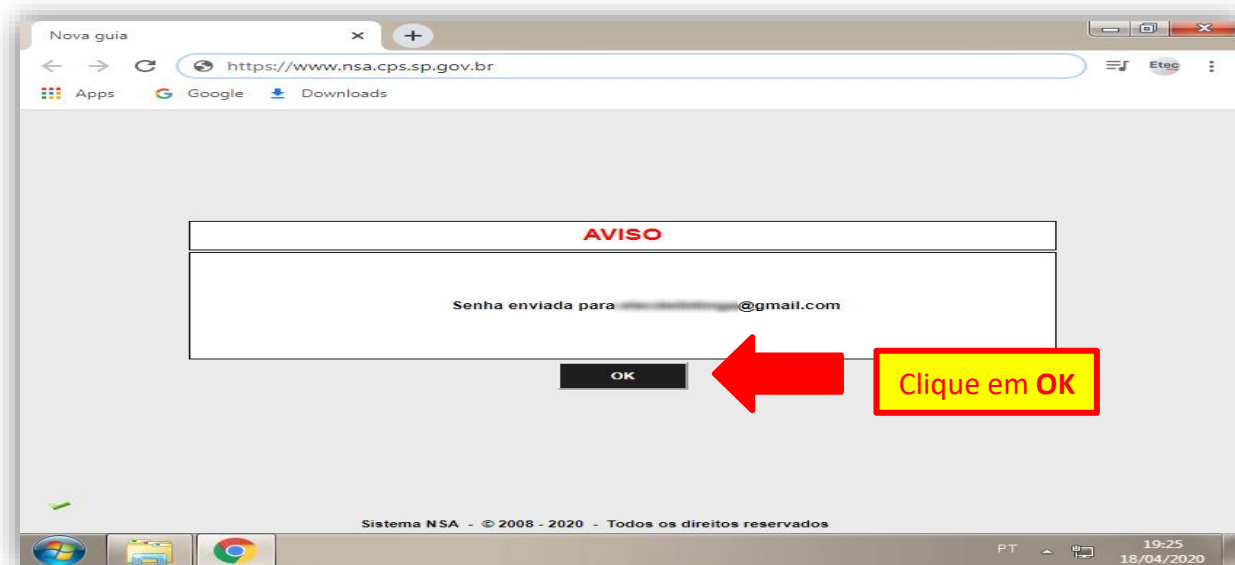 Nova guia
https://www.nsa.cps.sp.gov.br
Etec
Apps Google Downloads
AVISO
Senha enviada para @gmail.com
OK
Clique em OK
Sistema NSA - © 2008 - 2020 - Todos os direitos reservados
PT
19:25
18/04/2020